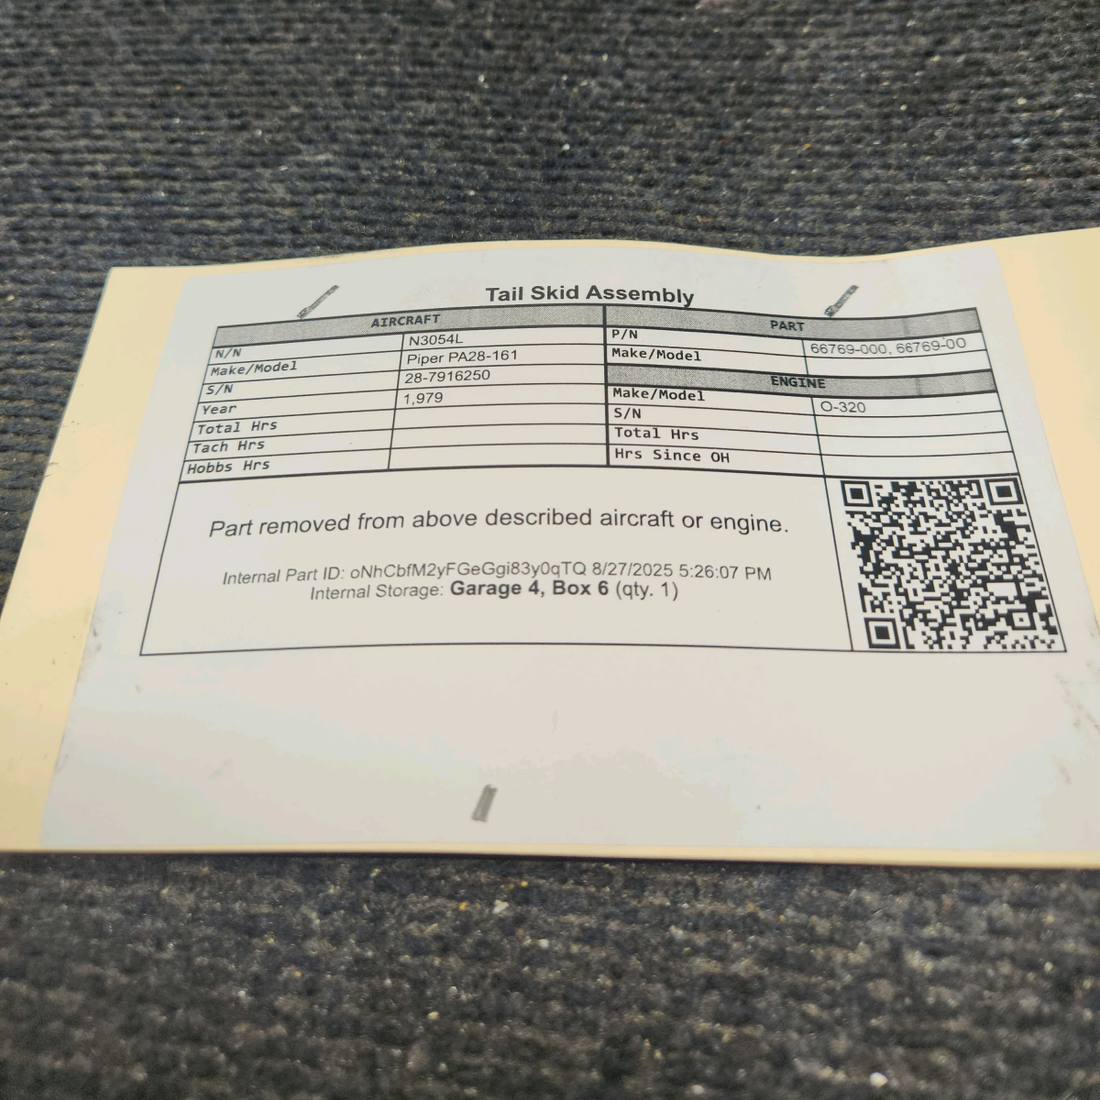 Tail Skid Assembly
AIRCRAFT
N/N N3054L
Make/Model Piper PA28-161
S/N 28-7916250
Year 1,979
Total Hrs
Tach Hrs
Hobbs Hrs
PART
P/N 66769-000, 66769-00
Make/Model
ENGINE
Make/Model O-320
S/N
Total Hrs
Hrs Since OH
Part removed from above described aircraft or engine.
Internal Part ID: oNhCbfM2yFGeGgi83y0qTQ 8/27/2025 5:26:07 PM
Internal Storage: Garage 4, Box 6 (qty. 1)